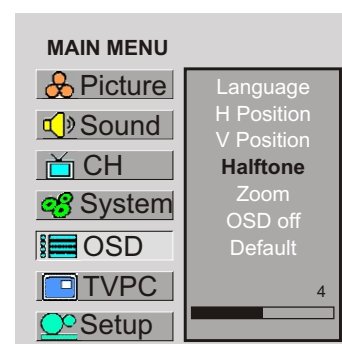 MAIN MENU
Picture
Sound
CH
System
OSD
TVPC
Setup
Language
H Position
V Position
Halftone
Zoom
OSD off
Default
4